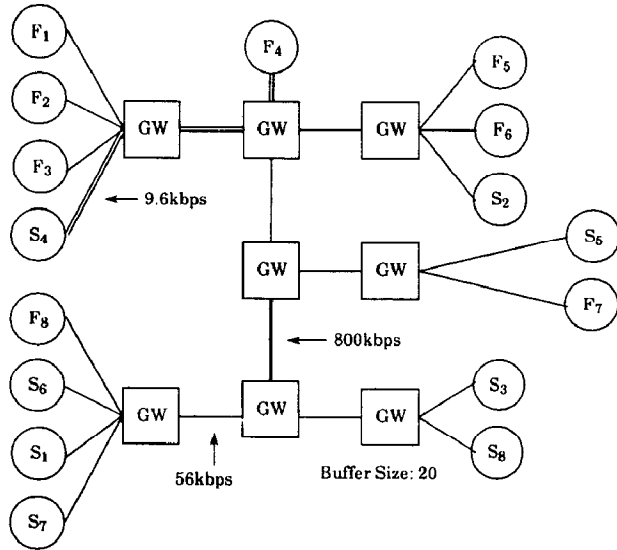 F1
F4
F5
F2
GW
GW
GW
F6
F3
9.6kbps
S2
S4
S5
GW
GW
F7
F8
800kbps
S6
S3
GW
GW
GW
S1
S8
56kbps
Buffer Size: 20
S7